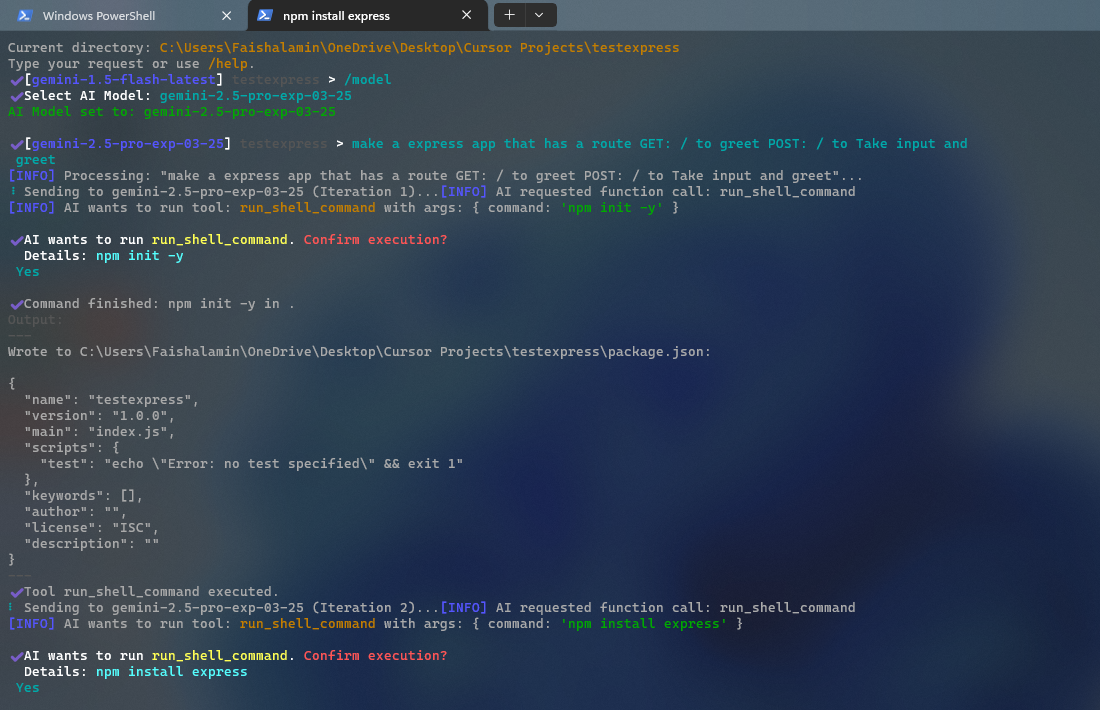 Windows PowerShell
npm install express
Current directory: C:\Users\Faishalamin\OneDrive\Desktop\Cursor Projects\testexpress
Type your request or use /help.
✔[gemini-1.5-flash-latest] testexpress > /model
✔Select AI Model: gemini-2.5-pro-exp-03-25
AI Model set to: gemini-2.5-pro-exp-03-25
✔[gemini-2.5-pro-exp-03-25] testexpress > make a express app that has a route GET: / to greet POST: / to Take input and
greet
[INFO] Processing: "make a express app that has a route GET: / to greet POST: / to Take input and greet"...
⠇ Sending to gemini-2.5-pro-exp-03-25 (Iteration 1)...[INFO] AI requested function call: run_shell_command
[INFO] AI wants to run tool: run_shell_command with args: { command: 'npm init -y' }
✔AI wants to run run_shell_command. Confirm execution?
Details: npm init -y
Yes
✔Command finished: npm init -y in .
Output:
---
Wrote to C:\Users\Faishalamin\OneDrive\Desktop\Cursor Projects\testexpress\package.json:
{
"name": "testexpress",
"version": "1.0.0",
"main": "index.js",
"scripts": {
"test": "echo \"Error: no test specified\" && exit 1"
},
"keywords": [],
"author": "",
"license": "ISC",
"description": ""
}
---
✔Tool run_shell_command executed.
⠇ Sending to gemini-2.5-pro-exp-03-25 (Iteration 2)...[INFO] AI requested function call: run_shell_command
[INFO] AI wants to run tool: run_shell_command with args: { command: 'npm install express' }
✔AI wants to run run_shell_command. Confirm execution?
Details: npm install express
Yes